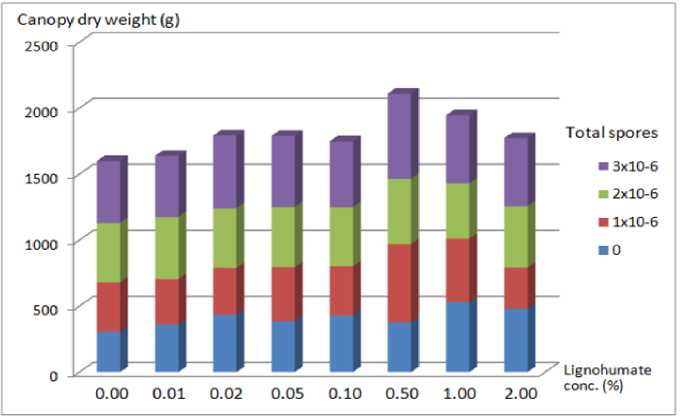 Canopy dry weight (g)
2500
2000
1500
1000
500
0
0.00 0.01 0.02 0.05 0.10 0.50 1.00 2.00
Lignohumate
conc. (%)
Total spores
3x10-6
2x10-6
1x10-6
0